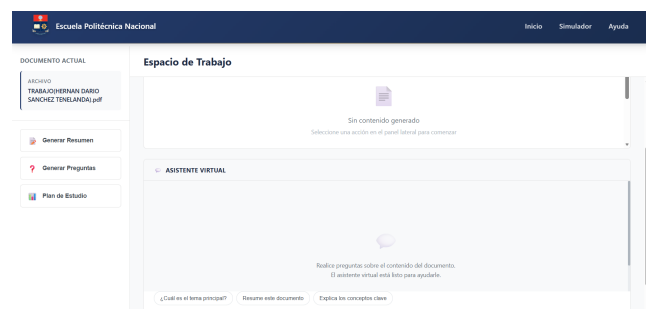 Escuela Politécnica Nacional
Inicio Simulador Ayuda
DOCUMENTO ACTUAL
ARCHIVO
TRABAJO(HERNAN DARIO
SANCHEZ TENELANDA).pdf
Generar Resumen
Generar Preguntas
Plan de Estudio
Espacio de Trabajo
Sin contenido generado
Seleccione una acción en el panel lateral para comenzar
ASISTENTE VIRTUAL
Realice preguntas sobre el contenido del documento.
El asistente virtual está listo para ayudarle.
¿Cuál es el tema principal? Resume este documento Explica los conceptos clave